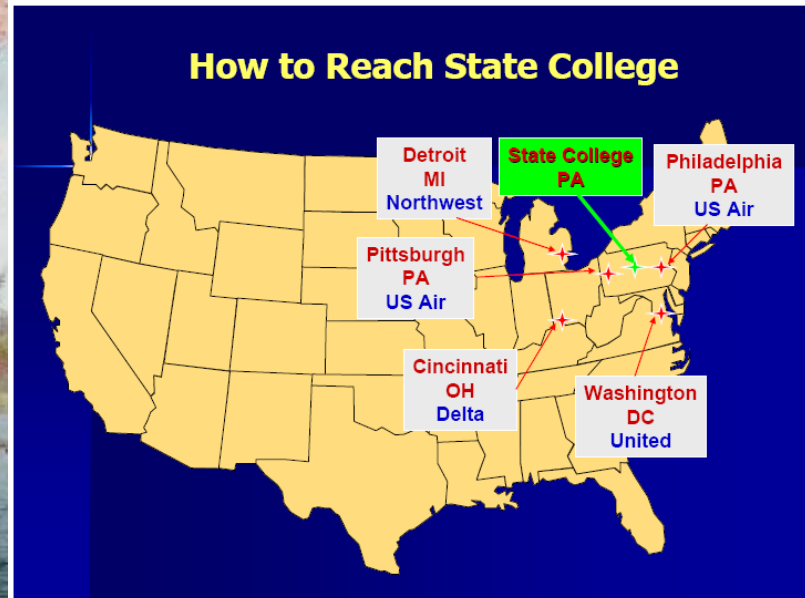 How to Reach State College
Detroit
MI
Northwest
State College
PA
Philadelphia
PA
US Air
Pittsburgh
PA
US Air
Cincinnati
OH
Delta
Washington
DC
United